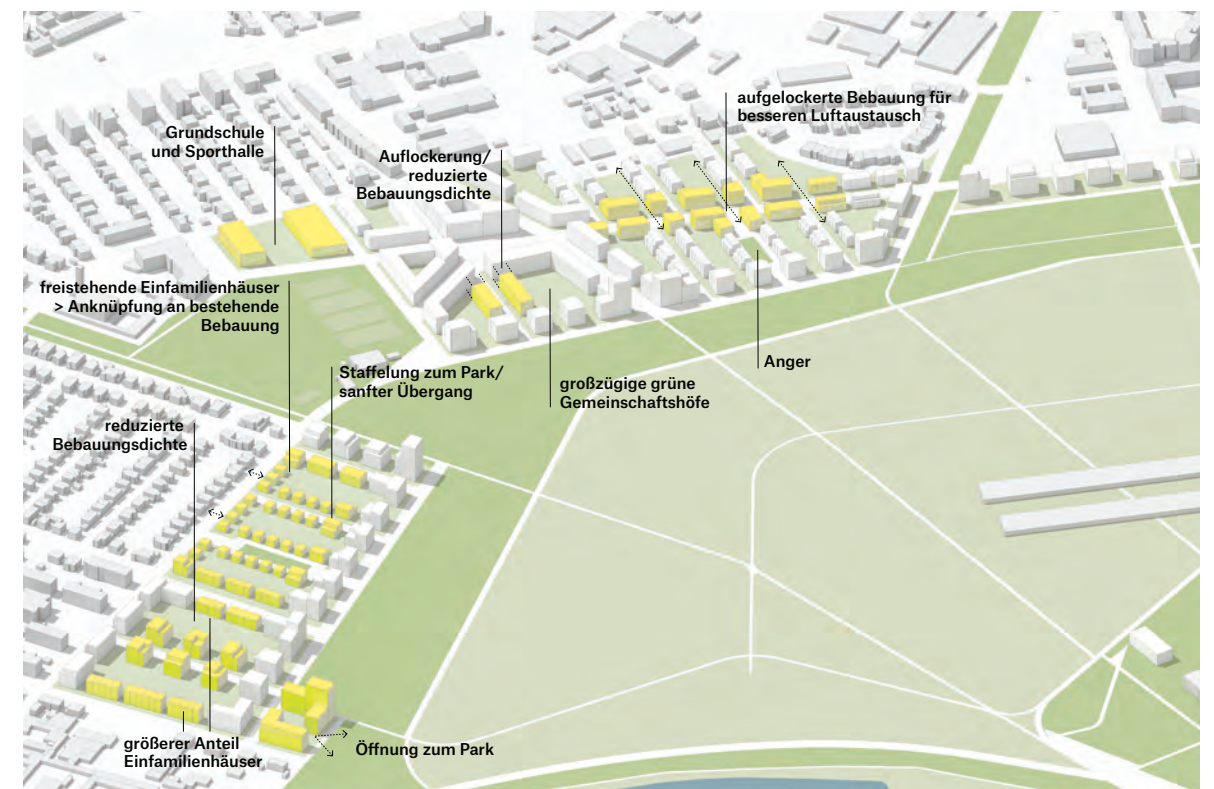 aufgelockerte Bebauung für
besseren Luftaustausch
Grundschule
und Sporthalle
Auflockerung/
reduzierte
Bebauungsdichte
freistehende Einfamilienhäuser
> Anknüpfung an bestehende
Bebauung
Anger
Staffelung zum Park/
sanfter Übergang
großzügige grüne
Gemeinschaftshöfe
reduzierte
Bebauungsdichte
größerer Anteil
Einfamilienhäuser
Öffnung zum Park